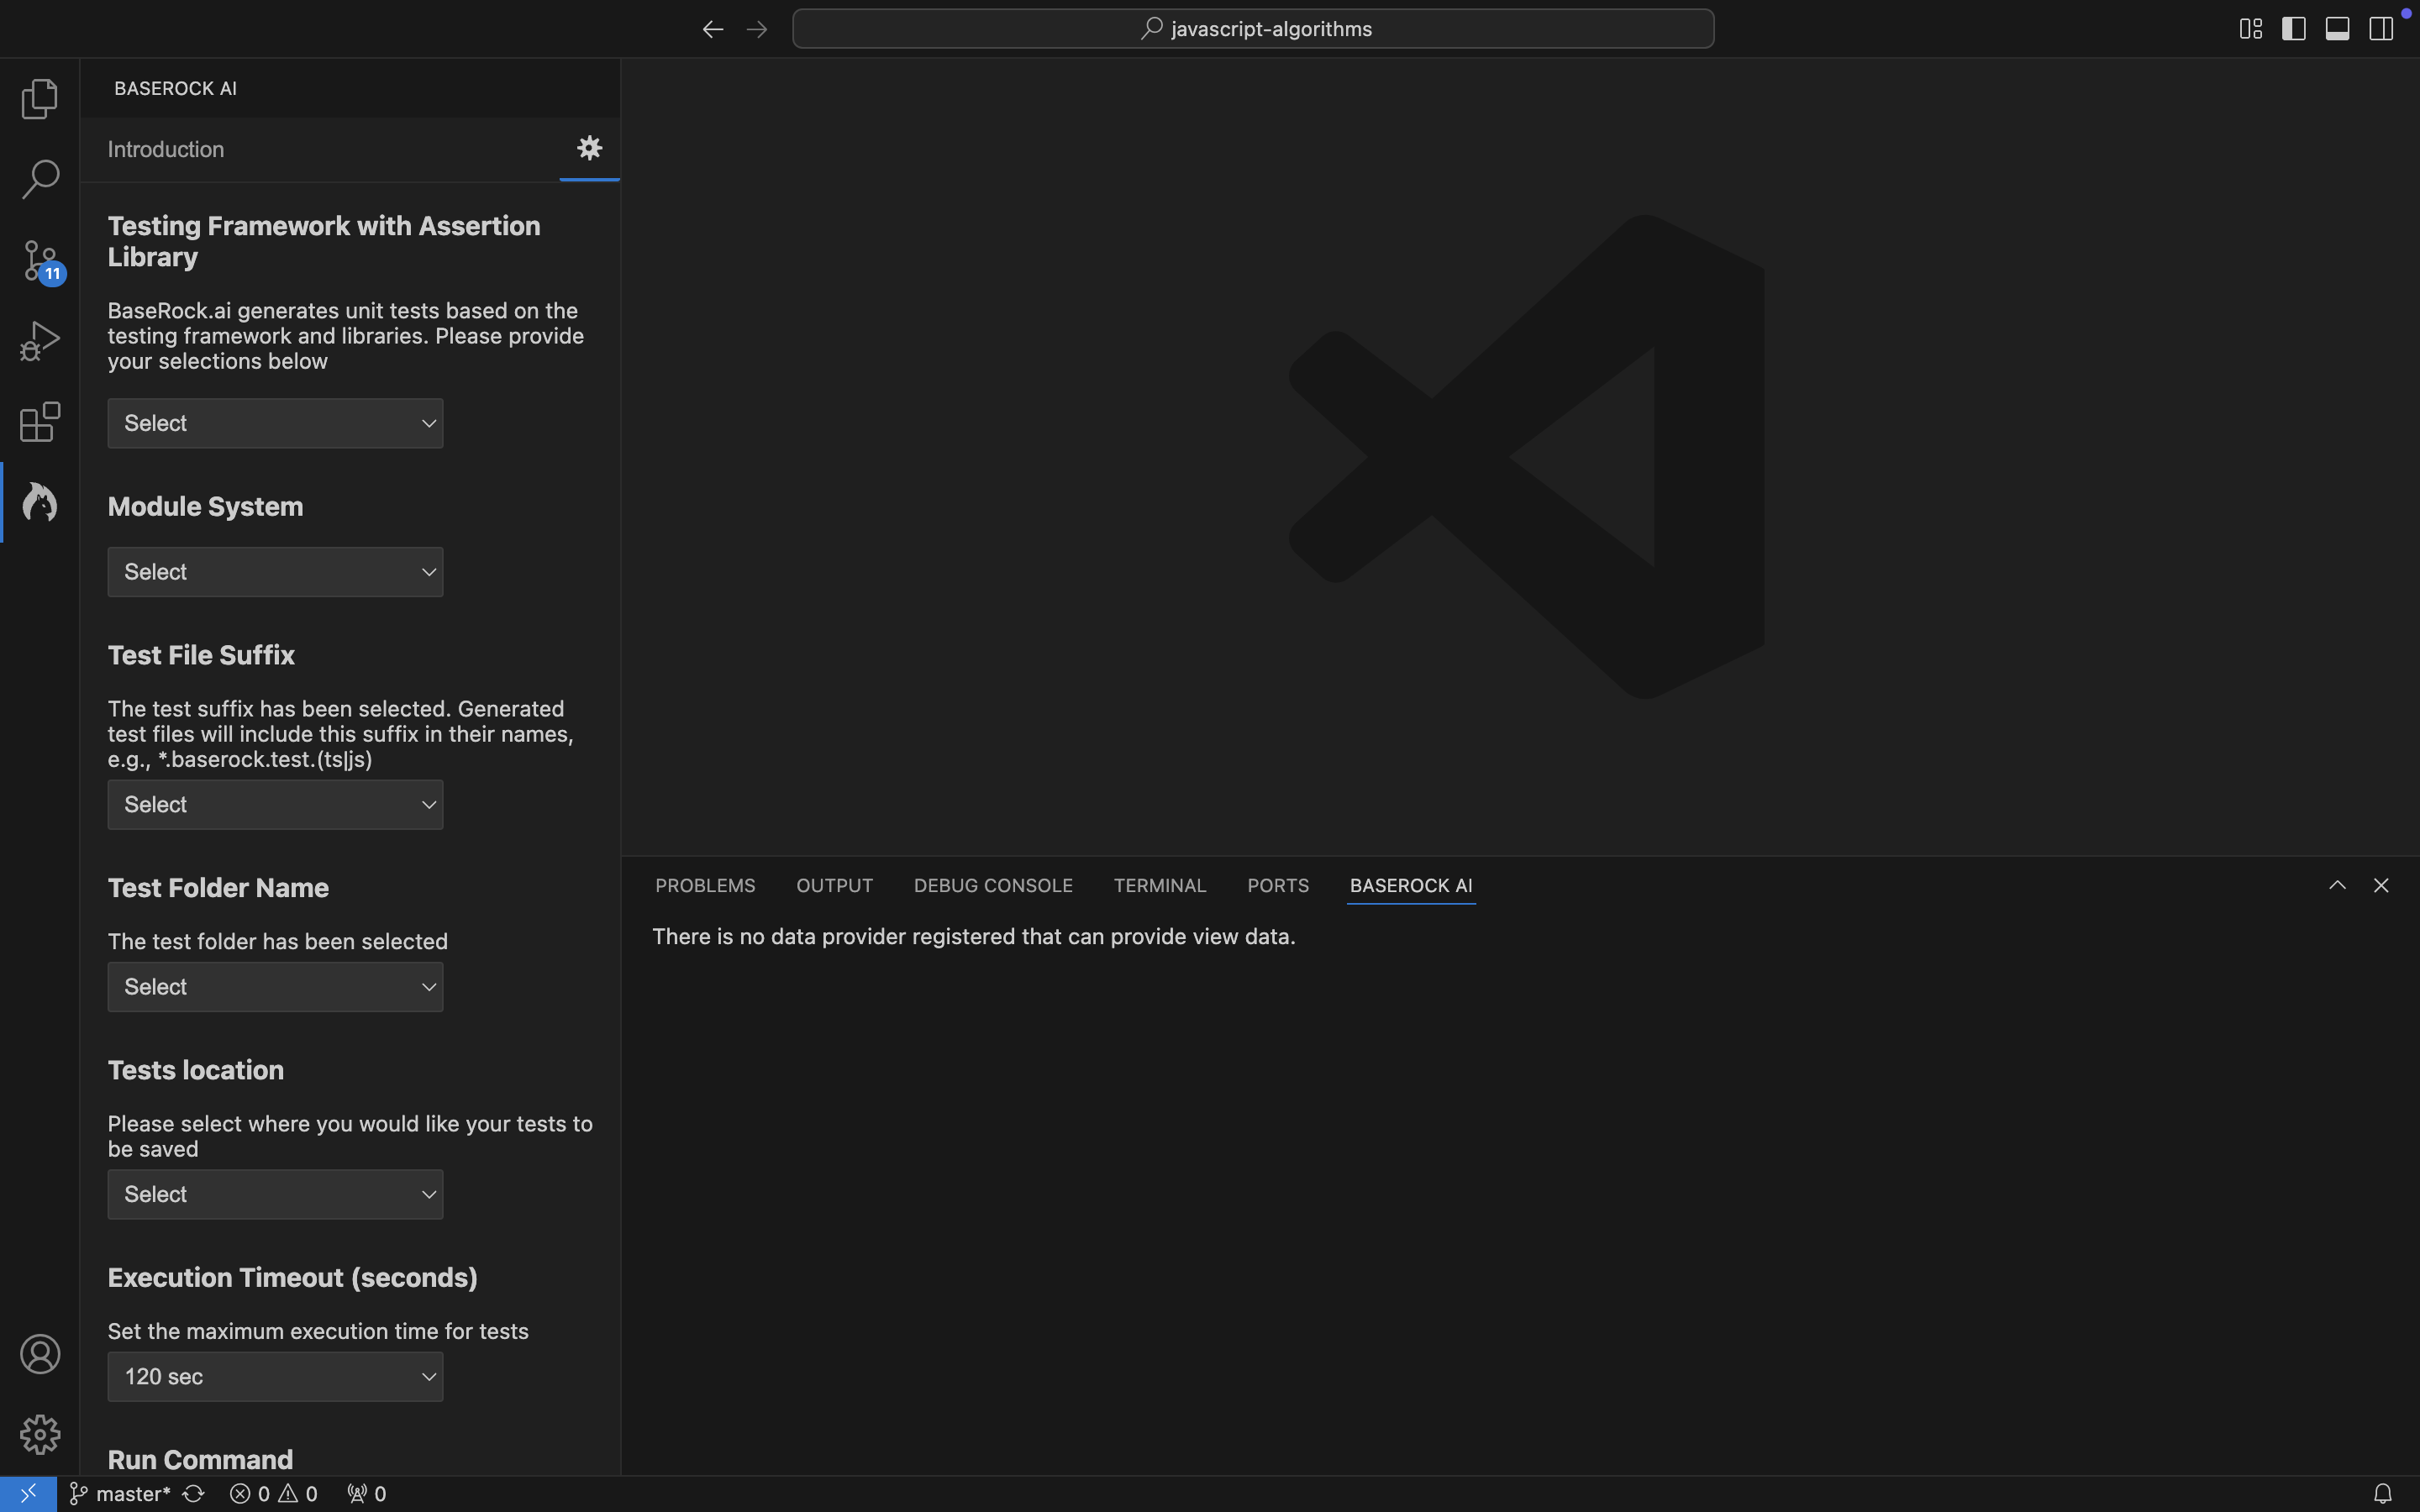 javascript-algorithms
BASEROCK AI
Introduction
Testing Framework with Assertion
Library
BaseRock.ai generates unit tests based on the
testing framework and libraries. Please provide
your selections below
Select
Module System
Select
Test File Suffix
The test suffix has been selected. Generated
test files will include this suffix in their names,
e.g., *.baserock.test.(ts|js)
Select
Test Folder Name
The test folder has been selected
Select
Tests location
Please select where you would like your tests to
be saved
Select
Execution Timeout (seconds)
Set the maximum execution time for tests
120 sec
Run Command
11
PROBLEMS OUTPUT DEBUG CONSOLE TERMINAL PORTS BASEROCK AI
There is no data provider registered that can provide view data.
master* 0 0 0